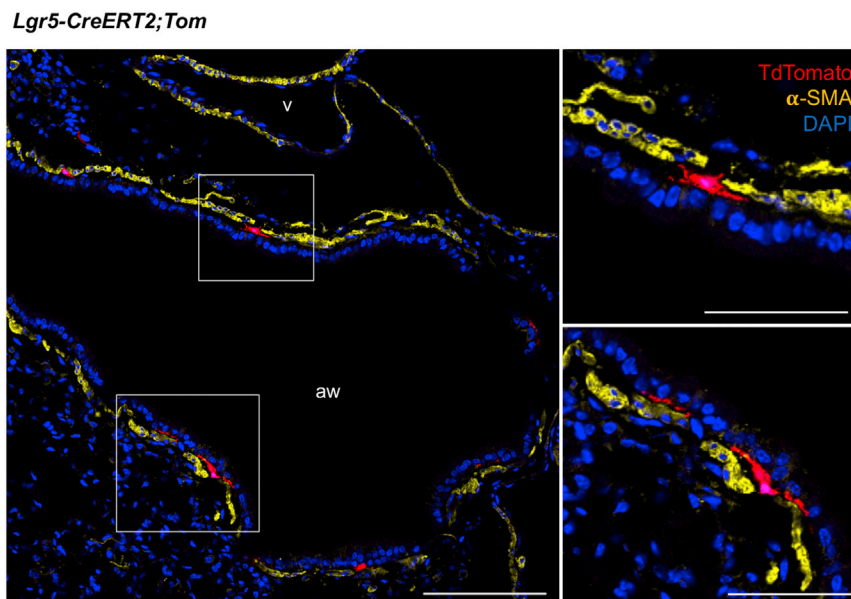 Lgr5-CreERT2;Tom
v
aw
TdTomato
α-SMA
DAPI